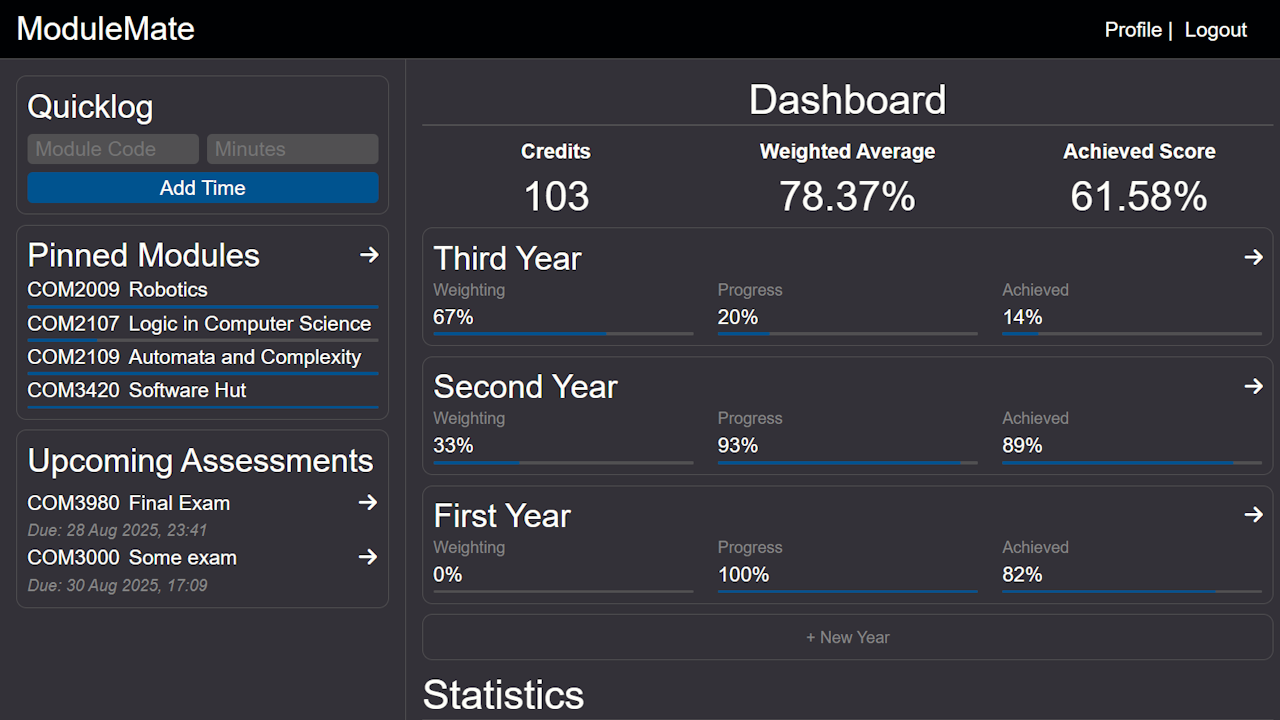 ModuleMate
Profile | Logout
Quicklog
Module Code Minutes
Add Time
Pinned Modules
COM2009 Robotics
COM2107 Logic in Computer Science
COM2109 Automata and Complexity
COM3420 Software Hut
Upcoming Assessments
COM3980 Final Exam
Due: 28 Aug 2025, 23:41
COM3000 Some exam
Due: 30 Aug 2025, 17:09
Dashboard
Credits Weighted Average Achieved Score
103 78.37% 61.58%
Third Year
Weighting Progress Achieved
67% 20% 14%
Second Year
Weighting Progress Achieved
33% 93% 89%
First Year
Weighting Progress Achieved
0% 100% 82%
+ New Year
Statistics